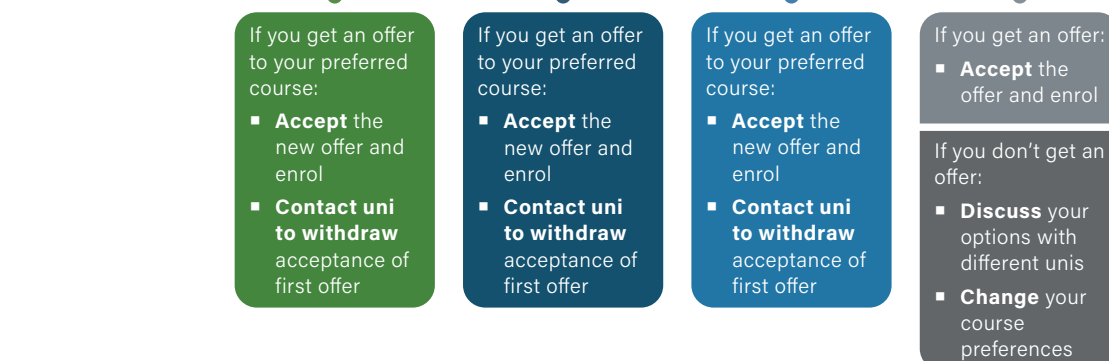 If you get an offer
to your preferred
course:
▪ Accept the
new offer and
enrol
▪ Contact uni
to withdraw
acceptance of
first offer
If you get an offer
to your preferred
course:
▪ Accept the
new offer and
enrol
▪ Contact uni
to withdraw
acceptance of
first offer
If you get an offer
to your preferred
course:
▪ Accept the
new offer and
enrol
▪ Contact uni
to withdraw
acceptance of
first offer
If you get an offer:
▪ Accept the
offer and enrol
If you don’t get an
offer:
▪ Discuss your
options with
different unis
▪ Change your
course
preferences